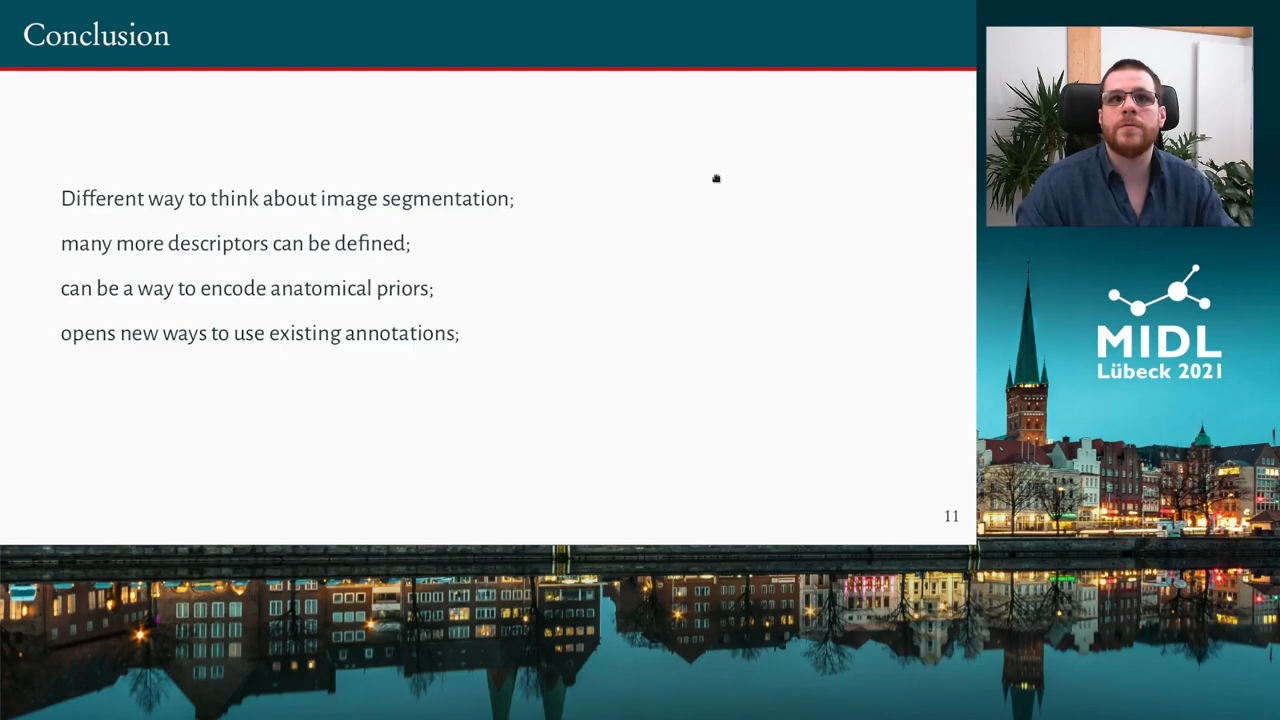 Conclusion
Different way to think about image segmentation;
many more descriptors can be defined;
can be a way to encode anatomical priors;
opens new ways to use existing annotations;
11
MIDL
Lübeck 2021